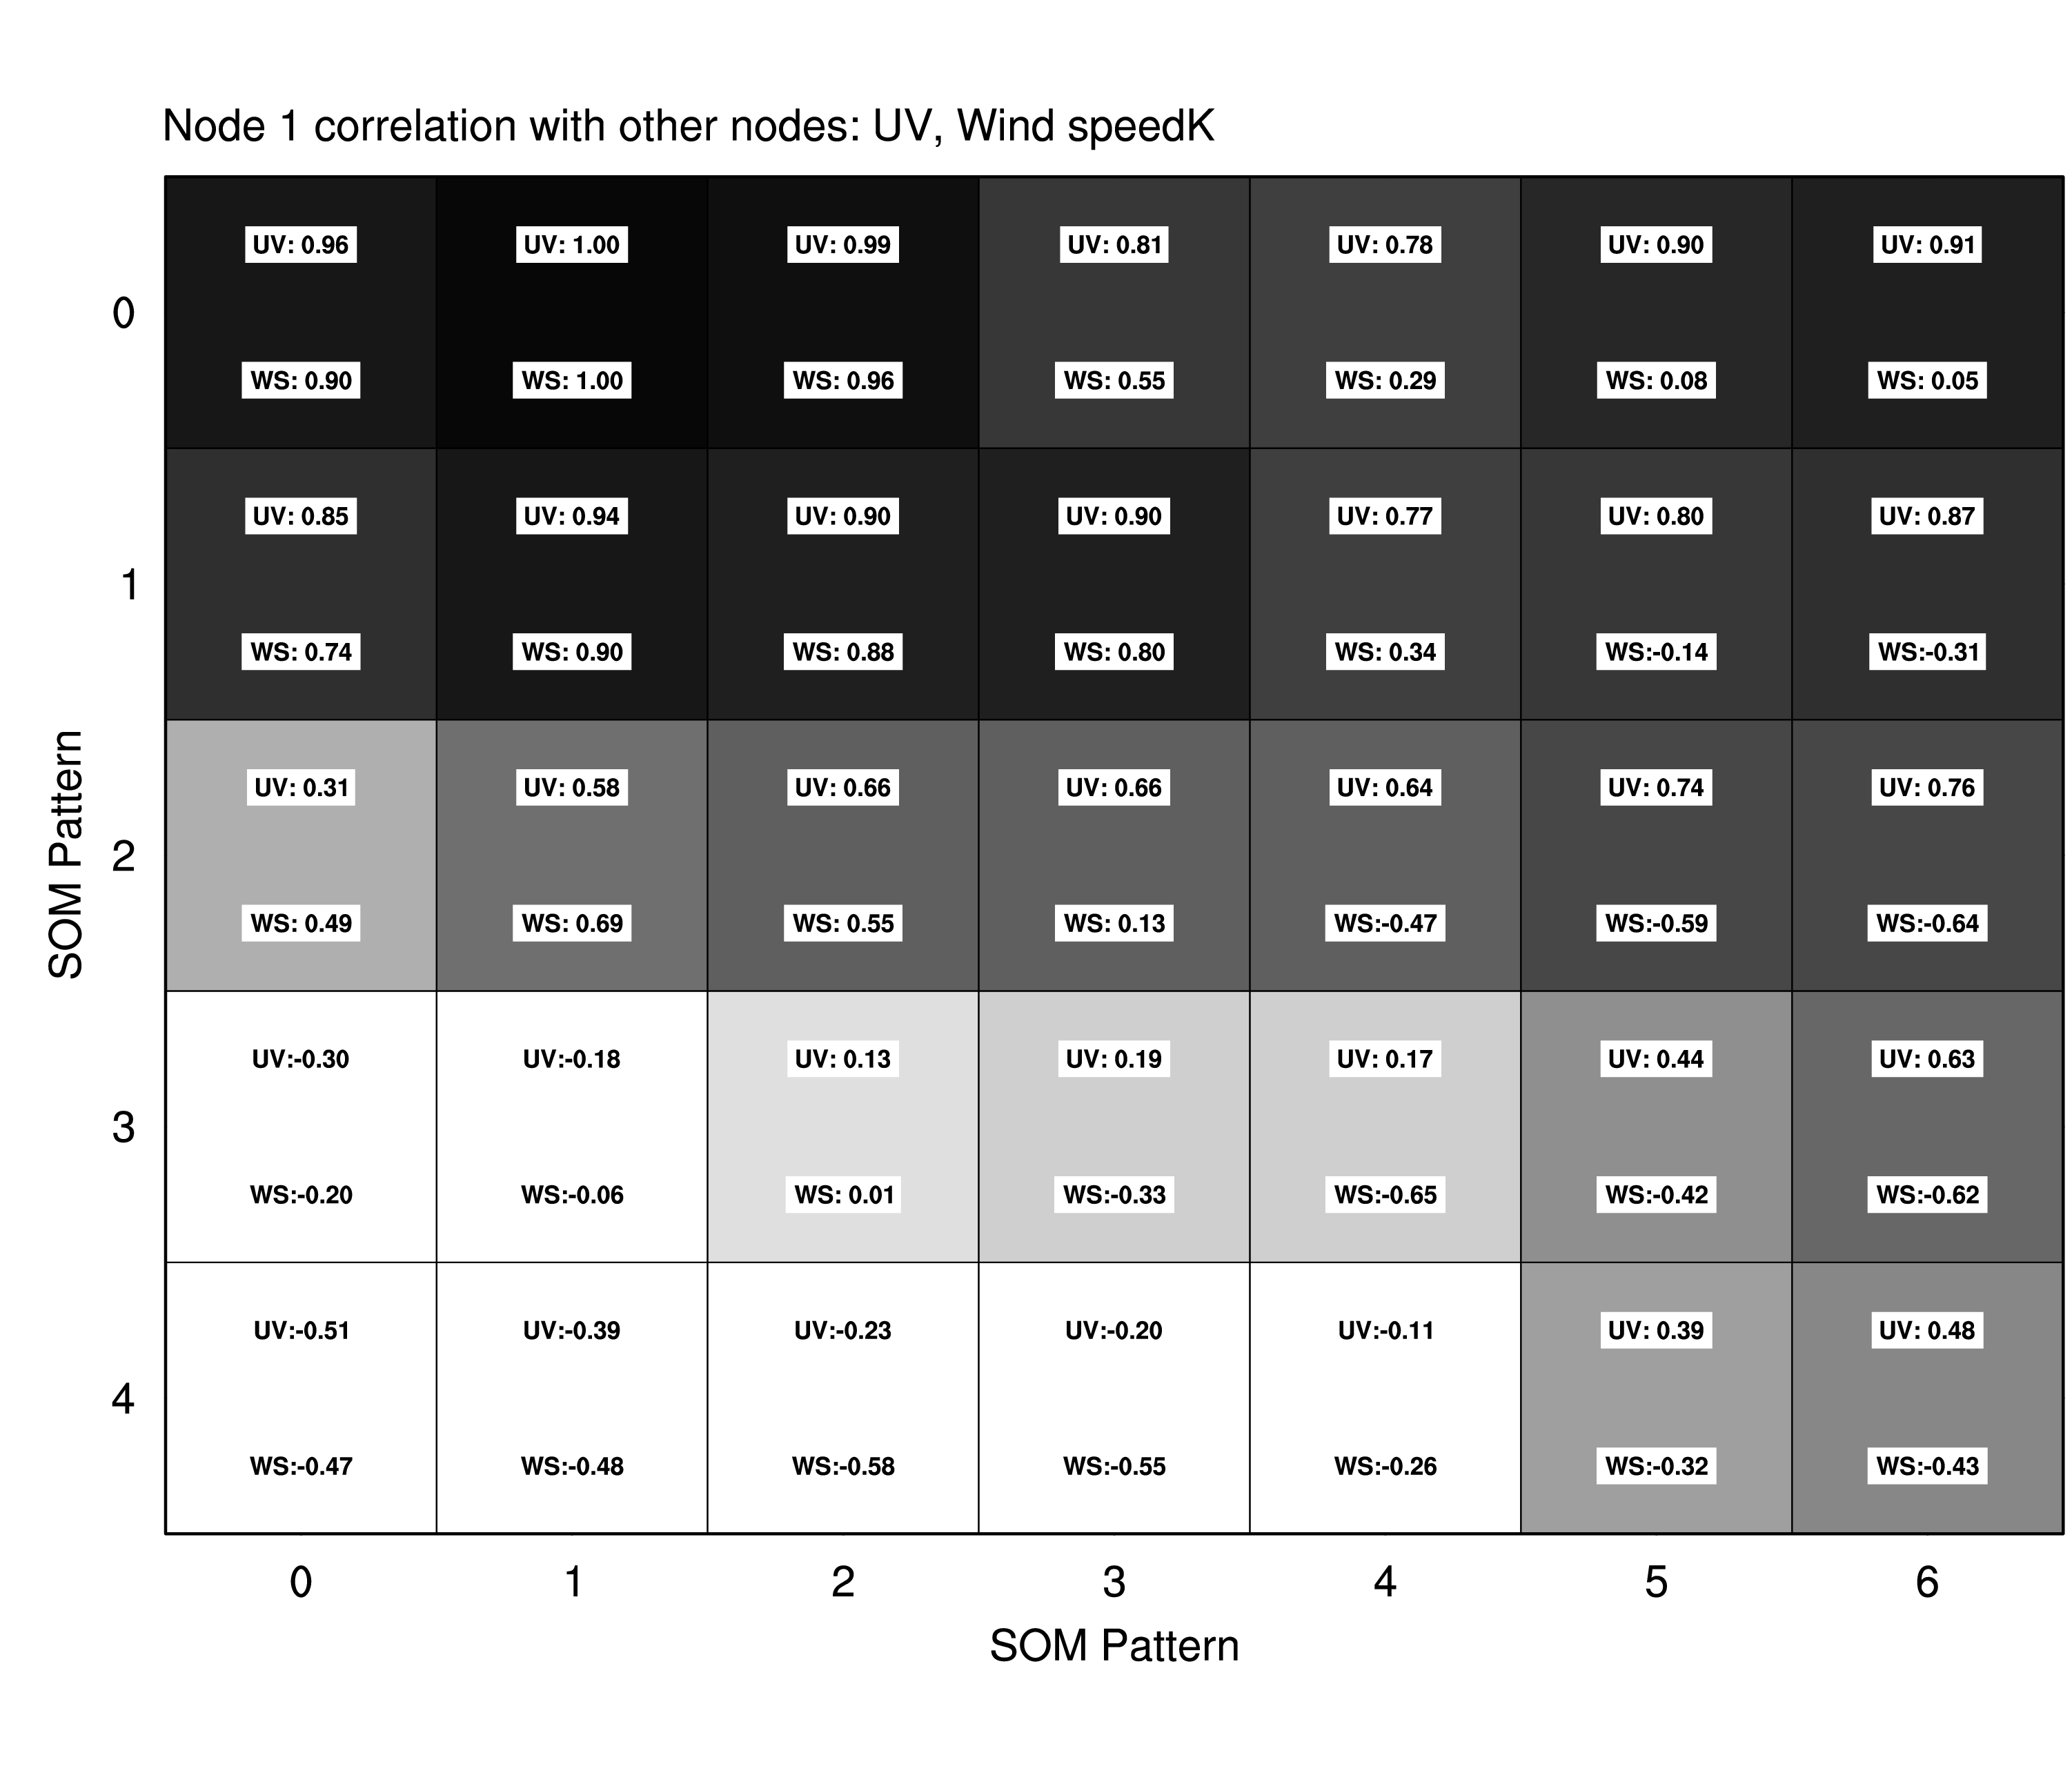 Node 1 correlation with other nodes: UV, Wind speedK
UV: 0.96 UV: 1.00 UV: 0.99 UV: 0.81 UV: 0.78 UV: 0.90 UV: 0.91
0
WS: 0.90 WS: 1.00 WS: 0.96 WS: 0.55 WS: 0.29 WS: 0.08 WS: 0.05
UV: 0.85 UV: 0.94 UV: 0.90 UV: 0.90 UV: 0.77 UV: 0.80 UV: 0.87
1
WS: 0.74 WS: 0.90 WS: 0.88 WS: 0.80 WS: 0.34 WS:-0.14 WS:-0.31
UV: 0.31 UV: 0.58 UV: 0.66 UV: 0.66 UV: 0.64 UV: 0.74 UV: 0.76
2
WS: 0.49 WS: 0.69 WS: 0.55 WS: 0.13 WS:-0.47 WS:-0.59 WS:-0.64
UV:-0.30 UV:-0.18 UV: 0.13 UV: 0.19 UV: 0.17 UV: 0.44 UV: 0.63
3
WS:-0.20 WS:-0.06 WS: 0.01 WS:-0.33 WS:-0.65 WS:-0.42 WS:-0.62
UV:-0.51 UV:-0.39 UV:-0.23 UV:-0.20 UV:-0.11 UV: 0.39 UV: 0.48
4
WS:-0.47 WS:-0.48 WS:-0.58 WS:-0.55 WS:-0.26 WS:-0.32 WS:-0.43
SOM Pattern
0 1 2 3 4 5 6
SOM Pattern